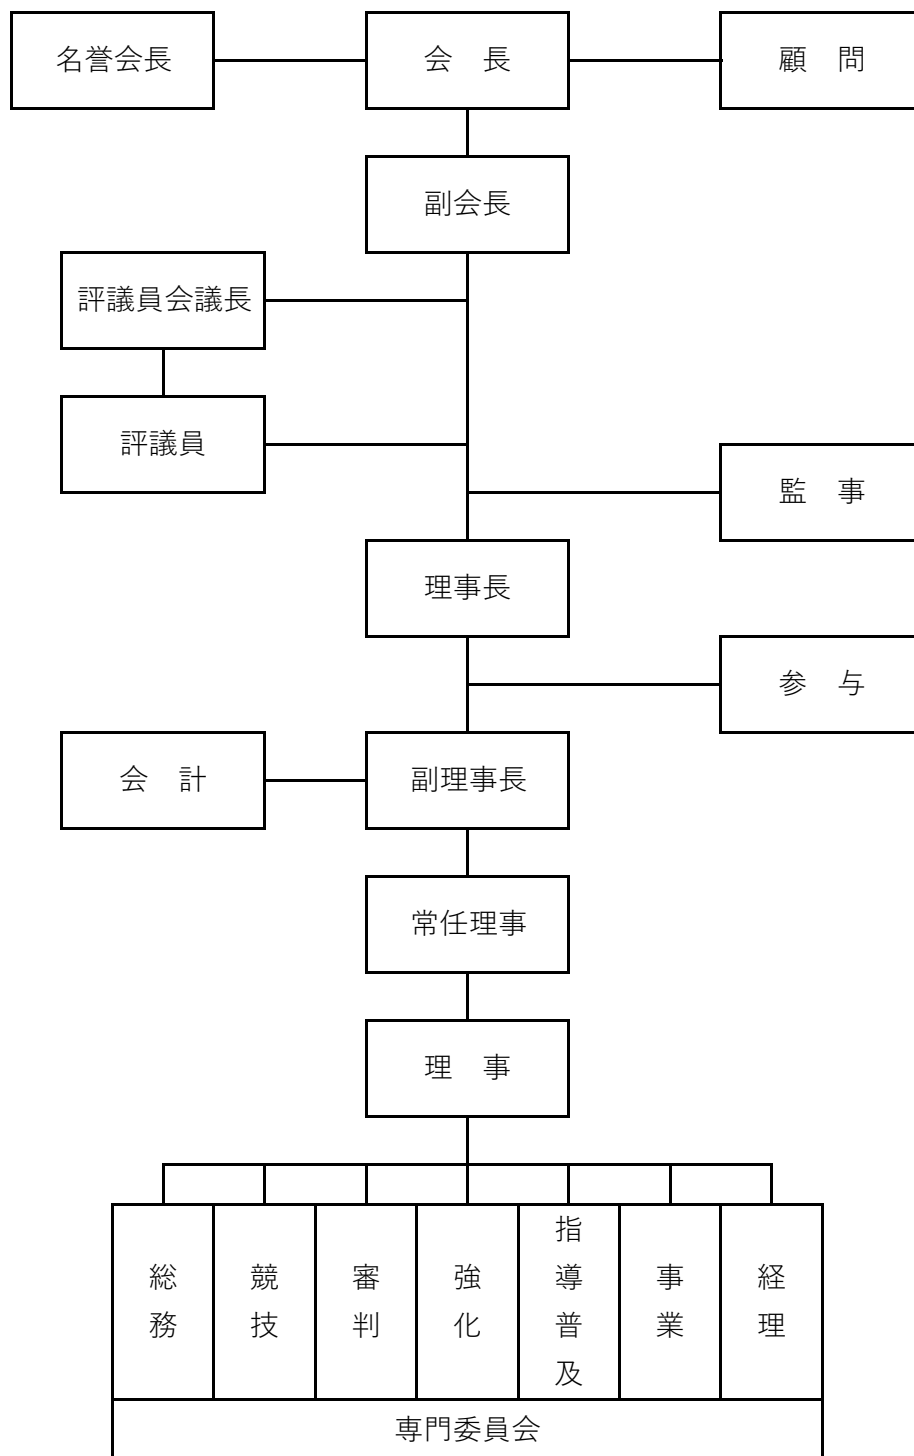 名誉会長
会　長
顧　問
副会長
評議員会議長
評議員
監　事
理事長
参　与
会　計
副理事長
常任理事
理　事
総務
競技
審判
強化
指導普及
事業
経理
専門委員会